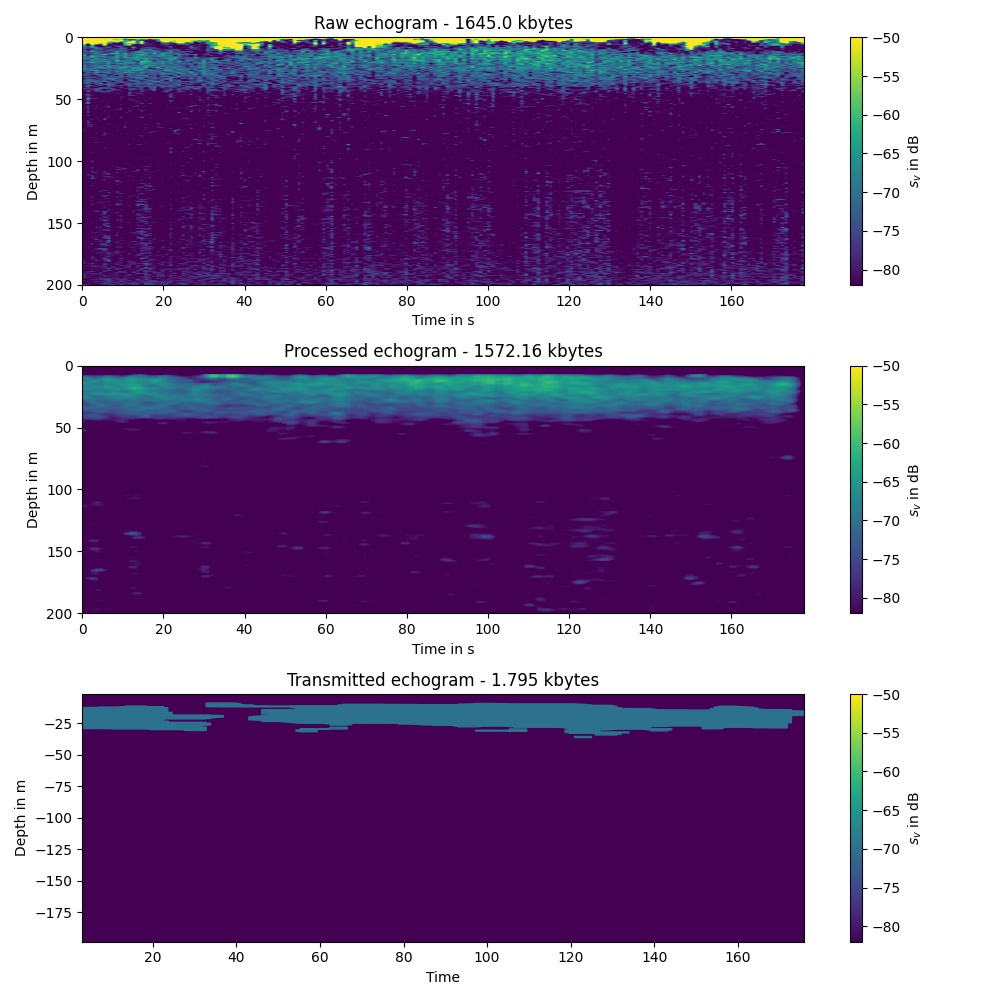 Raw echogram - 1645.0 kbytes
0
50
100
150
200
Depth in m
0 20 40 60 80 100 120 140 160
Time in s
−50
−55
−60
−65
−70
−75
−80
s_v in dB
Processed echogram - 1572.16 kbytes
0
50
100
150
200
Depth in m
0 20 40 60 80 100 120 140 160
Time in s
−50
−55
−60
−65
−70
−75
−80
s_v in dB
Transmitted echogram - 1.795 kbytes
−25
−50
−75
−100
−125
−150
−175
Depth in m
20 40 60 80 100 120 140 160
Time
−50
−55
−60
−65
−70
−75
−80
s_v in dB